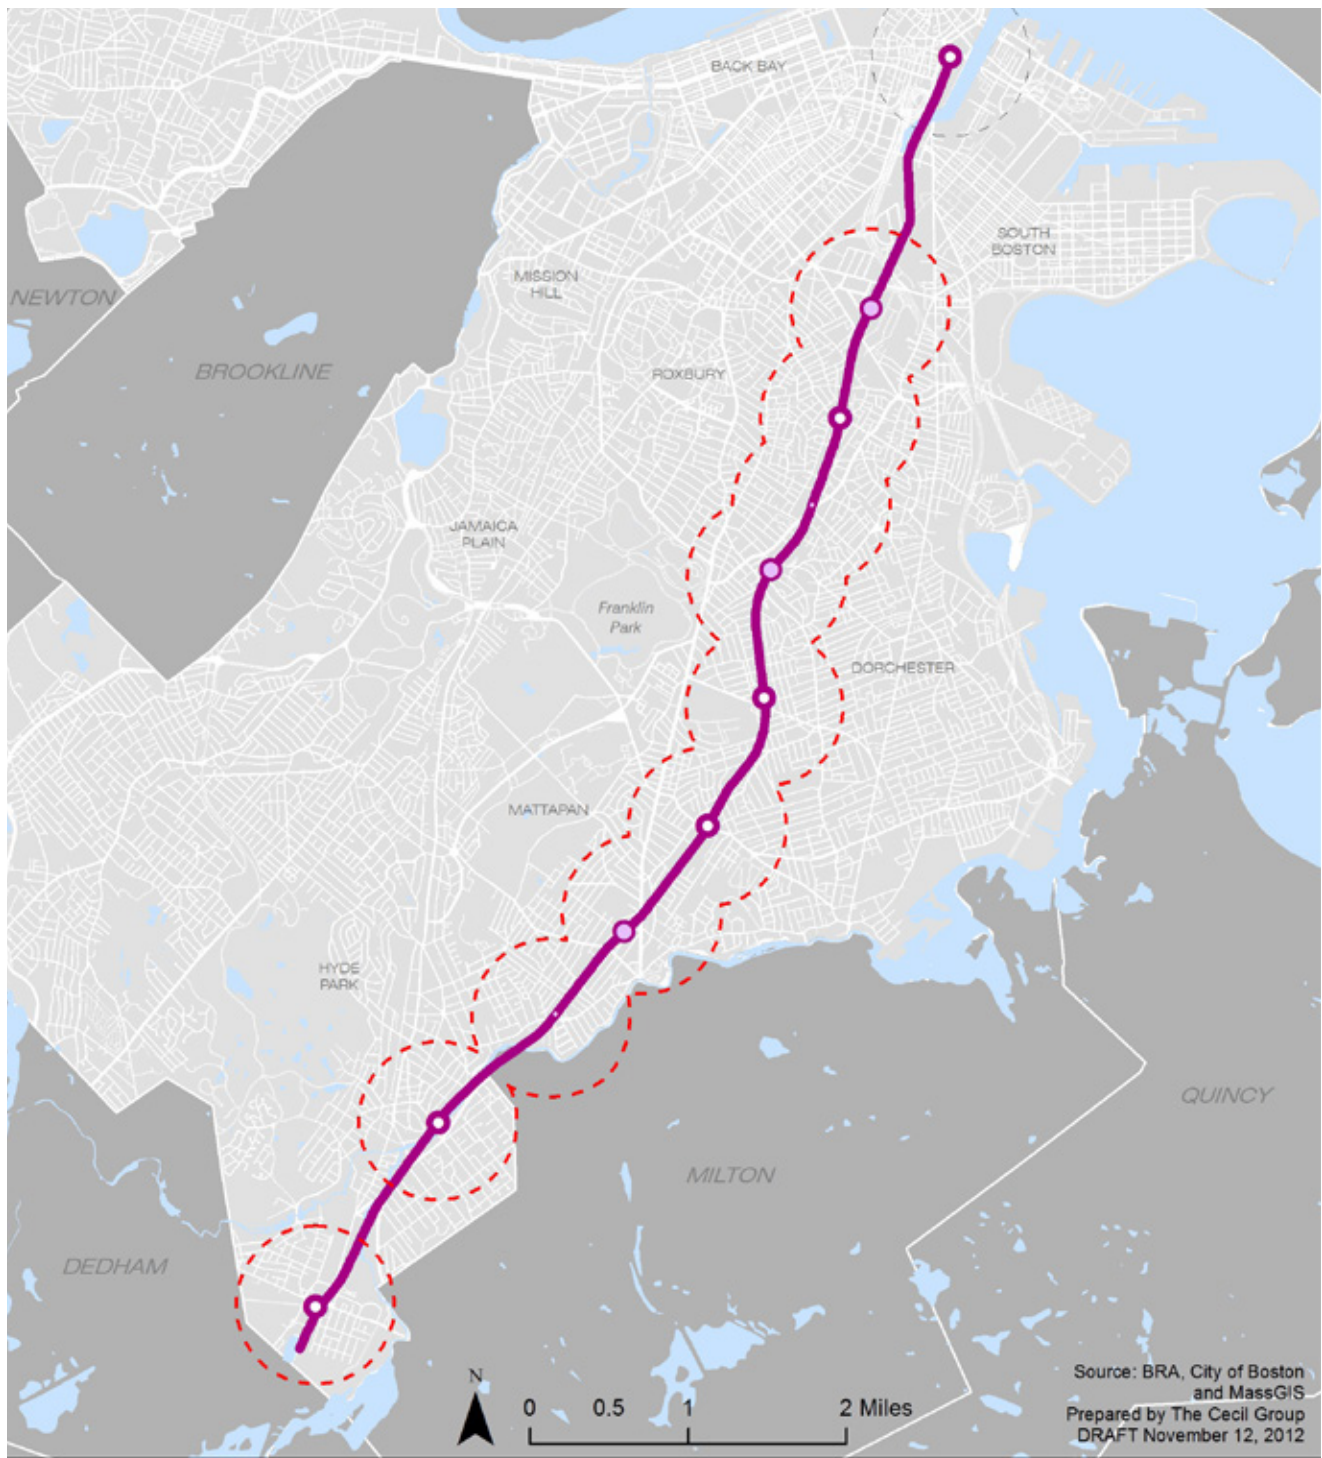 BACK BAY
SOUTH
BOSTON
MISSION
HILL
NEWTON
BROOKLINE
ROXBURY
JAMAICA
PLAIN
Franklin
Park
DORCHESTER
MATTAPAN
HYDE
PARK
QUINCY
MILTON
DEDHAM
N
0 0.5 1 2 Miles
Source: BRA, City of Boston
and MassGIS
Prepared by The Cecil Group
DRAFT November 12, 2012